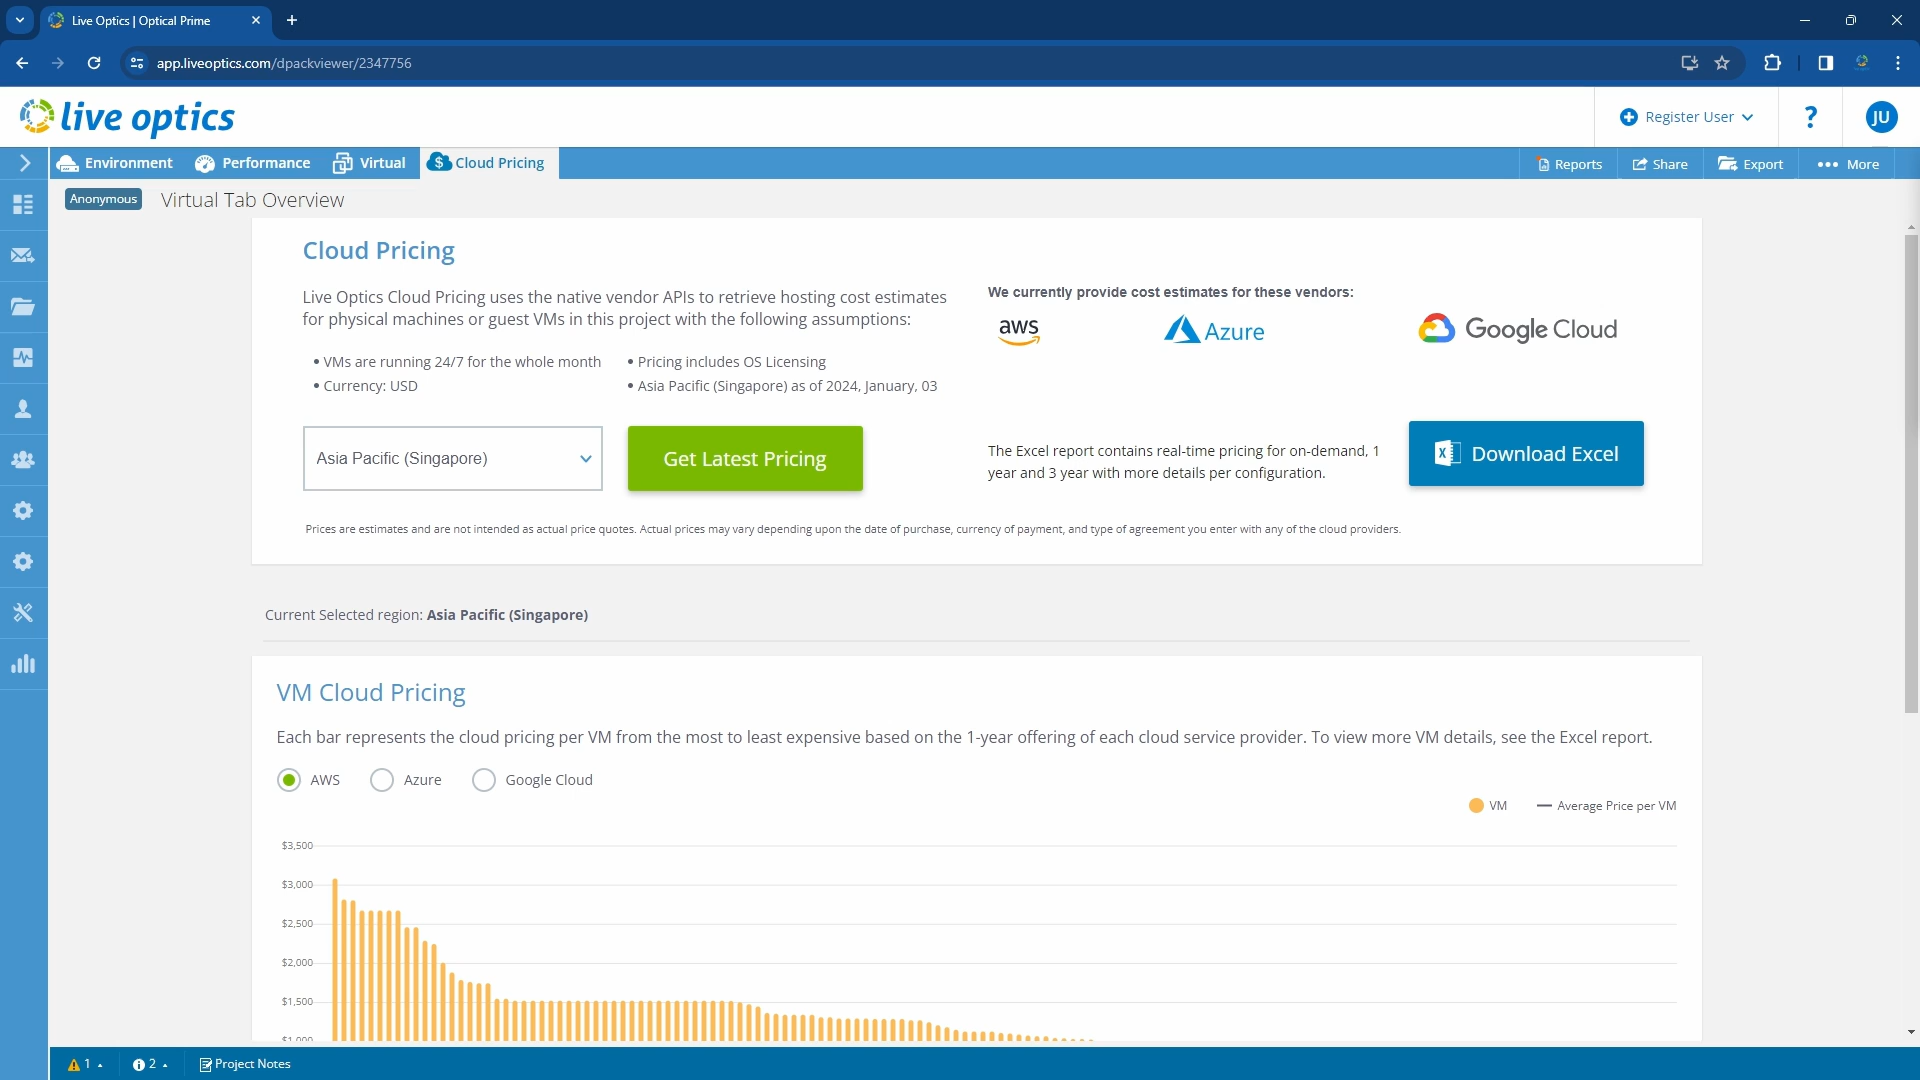 Live Optics | Optical Prime
app.liveoptics.com/dpackviewer/2347756
live optics
Register User
?
JU
Environment
Performance
Virtual
$
Cloud Pricing
Reports
Share
Export
More
Anonymous
Virtual Tab Overview
Cloud Pricing
Live Optics Cloud Pricing uses the native vendor APIs to retrieve hosting cost estimates
for physical machines or guest VMs in this project with the following assumptions:
• VMs are running 24/7 for the whole month
• Pricing includes OS Licensing
• Currency: USD
• Asia Pacific (Singapore) as of 2024, January, 03
We currently provide cost estimates for these vendors:
aws
Azure
Google Cloud
Asia Pacific (Singapore)
Get Latest Pricing
The Excel report contains real-time pricing for on-demand, 1
year and 3 year with more details per configuration.
Download Excel
Prices are estimates and are not intended as actual price quotes. Actual prices may vary depending upon the date of purchase, currency of payment, and type of agreement you enter with any of the cloud providers.
Current Selected region: Asia Pacific (Singapore)
VM Cloud Pricing
Each bar represents the cloud pricing per VM from the most to least expensive based on the 1-year offering of each cloud service provider. To view more VM details, see the Excel report.
AWS
Azure
Google Cloud
VM
Average Price per VM
$3,500
$3,000
$2,500
$2,000
$1,500
$1,000
1
2
Project Notes